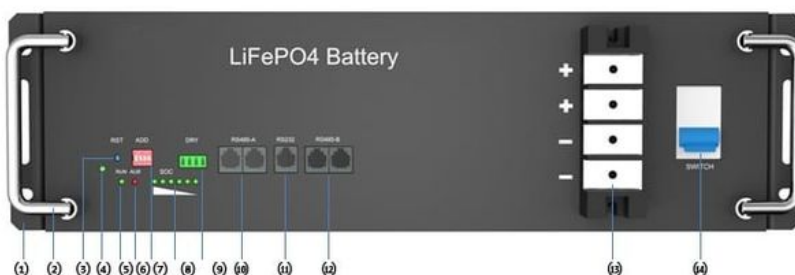 LiFePO4 Battery
+
+
−
−
RST ADD DRY RS485-A RS232 RS485-B
RUN ALM SOC
SWITCH
(1) (2) (3) (4) (5) (6) (7) (8) (9) (10) (11) (12) (13) (14)